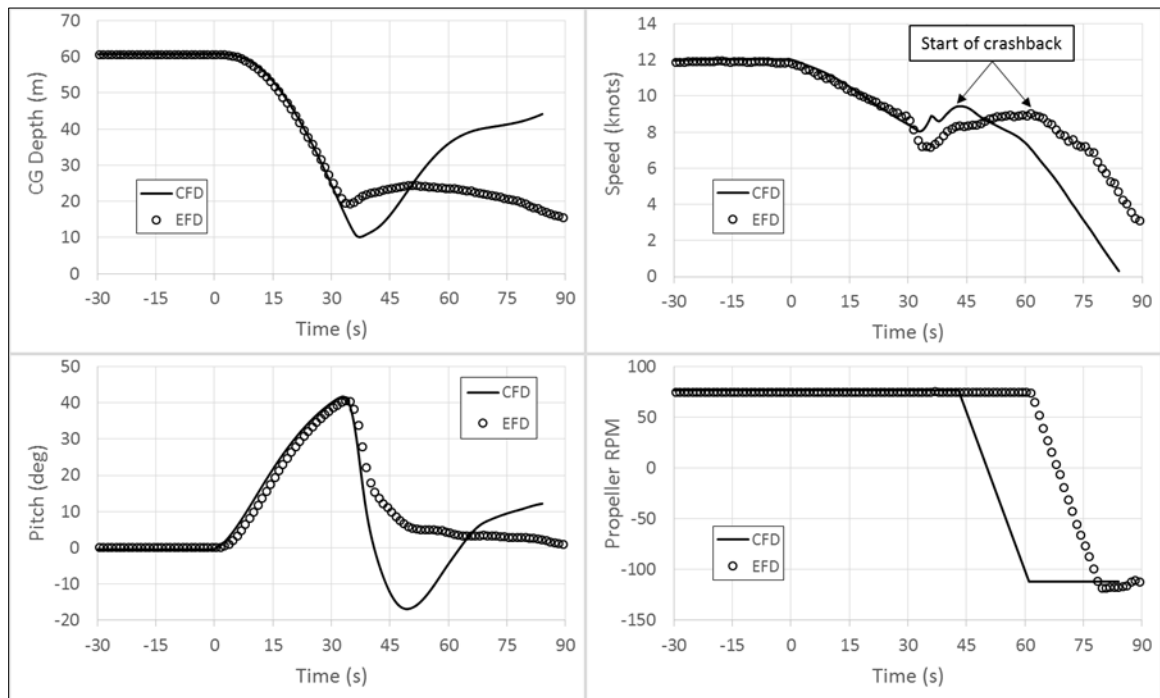 CG Depth (m)
70
60
50
40
30
20
10
0
CFD
EFD
-30 -15 0 15 30 45 60 75 90
Time (s)
Speed (knots)
14
12
10
8
6
4
2
0
Start of crashback
CFD
EFD
-30 -15 0 15 30 45 60 75 90
Time (s)
Pitch (deg)
50
40
30
20
10
0
-10
-20
CFD
EFD
-30 -15 0 15 30 45 60 75 90
Time (s)
Propeller RPM
100
50
0
-50
-100
-150
CFD
EFD
-30 -15 0 15 30 45 60 75 90
Time (s)